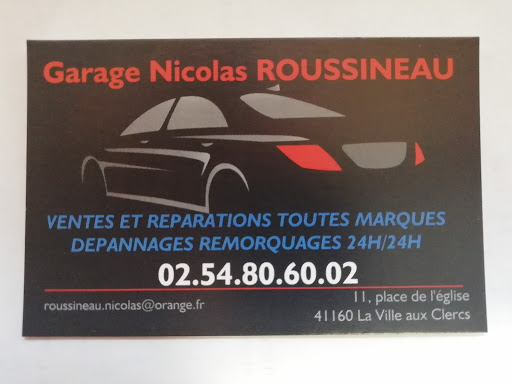 Garage Nicolas ROUSSINEAU
VENTES ET REPARATIONS TOUTES MARQUES
DEPANNAGES REMORQUAGES 24H/24H
02.54.80.60.02
roussineau.nicolas@orange.fr
11, place de l'église
41160 La Ville aux Clercs